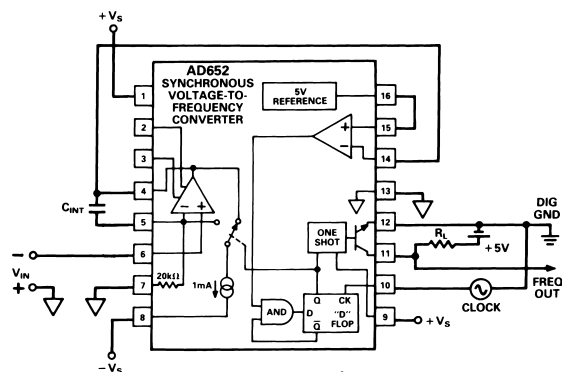 + VS
AD652
SYNCHRONOUS
VOLTAGE-TO-
FREQUENCY
CONVERTER
5V
REFERENCE
1
2
3
4
5
6
7
8
16
15
14
13
12
11
10
9
+
−
− +
CINT
−
VIN
+
20kΩ
1mA
ONE
SHOT
AND
Q CK
D "D"
Q FLOP
RL
+5V
DIG
GND
FREQ
OUT
CLOCK
+ VS
− VS